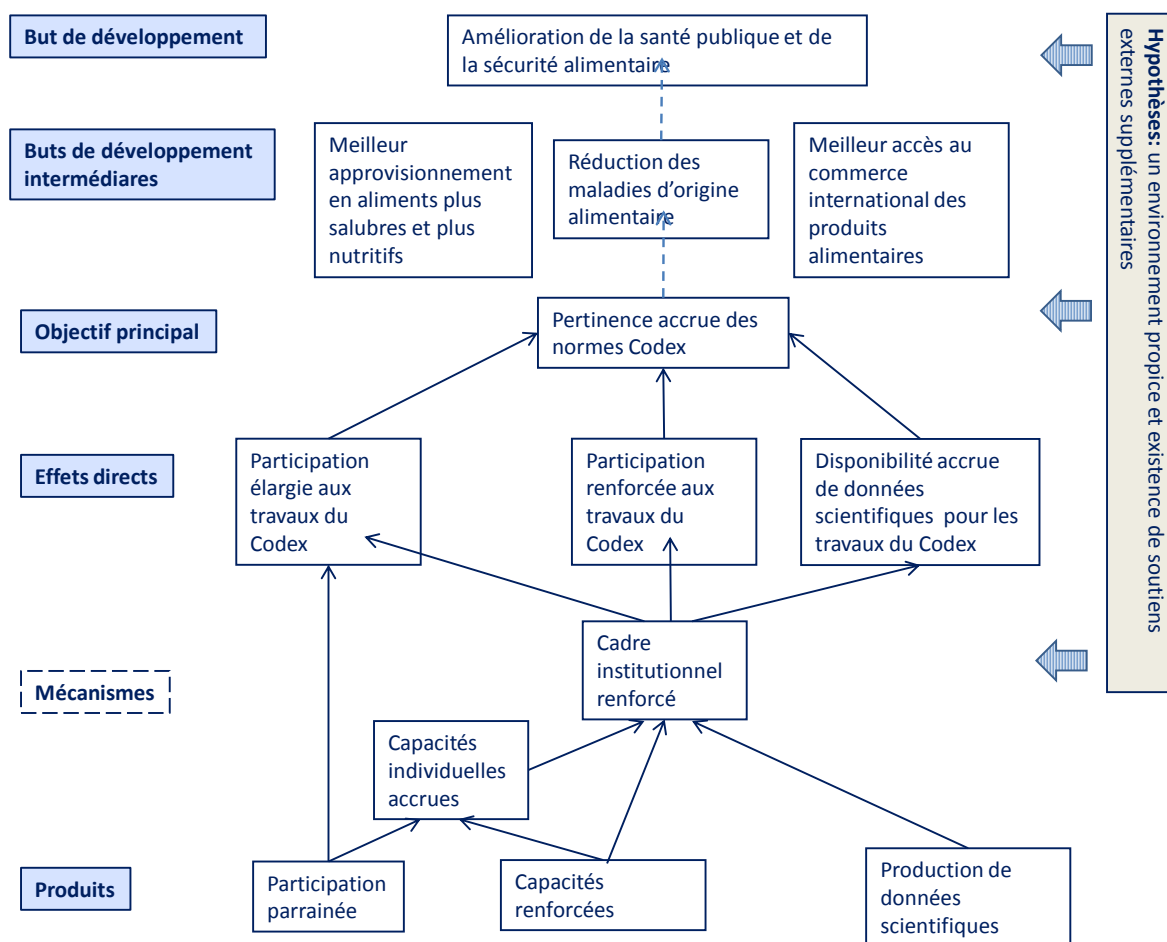 But de développement
Amélioration de la santé publique et de
la sécurité alimentaire
Buts de développement
intermédiares
Meilleur
approvisionnement
en aliments plus
salubres et plus
nutritifs
Réduction des
maladies d'origine
alimentaire
Meilleur accès au
commerce
international des
produits
alimentaires
Objectif principal
Pertinence accrue des
normes Codex
Effets directs
Participation
élargie aux
travaux du
Codex
Participation
renforcée aux
travaux du
Codex
Disponibilité accrue
de données
scientifiques pour les
travaux du Codex
Mécanismes
Cadre
institutionnel
renforcé
Capacités
individuelles
accrues
Produits
Participation
parrainée
Capacités
renforcées
Production de
données
scientifiques
Hypothèses: un environnement propice et existence de soutiens
externes supplémentaires